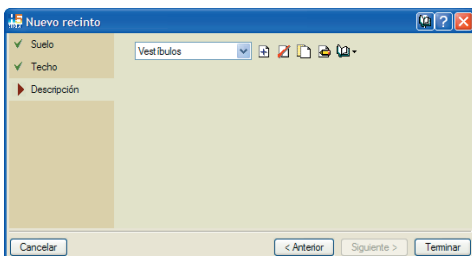 Nuevo recinto
Suelo
Techo
Descripción
Vestíbulos
Cancelar
< Anterior
Siguiente >
Terminar